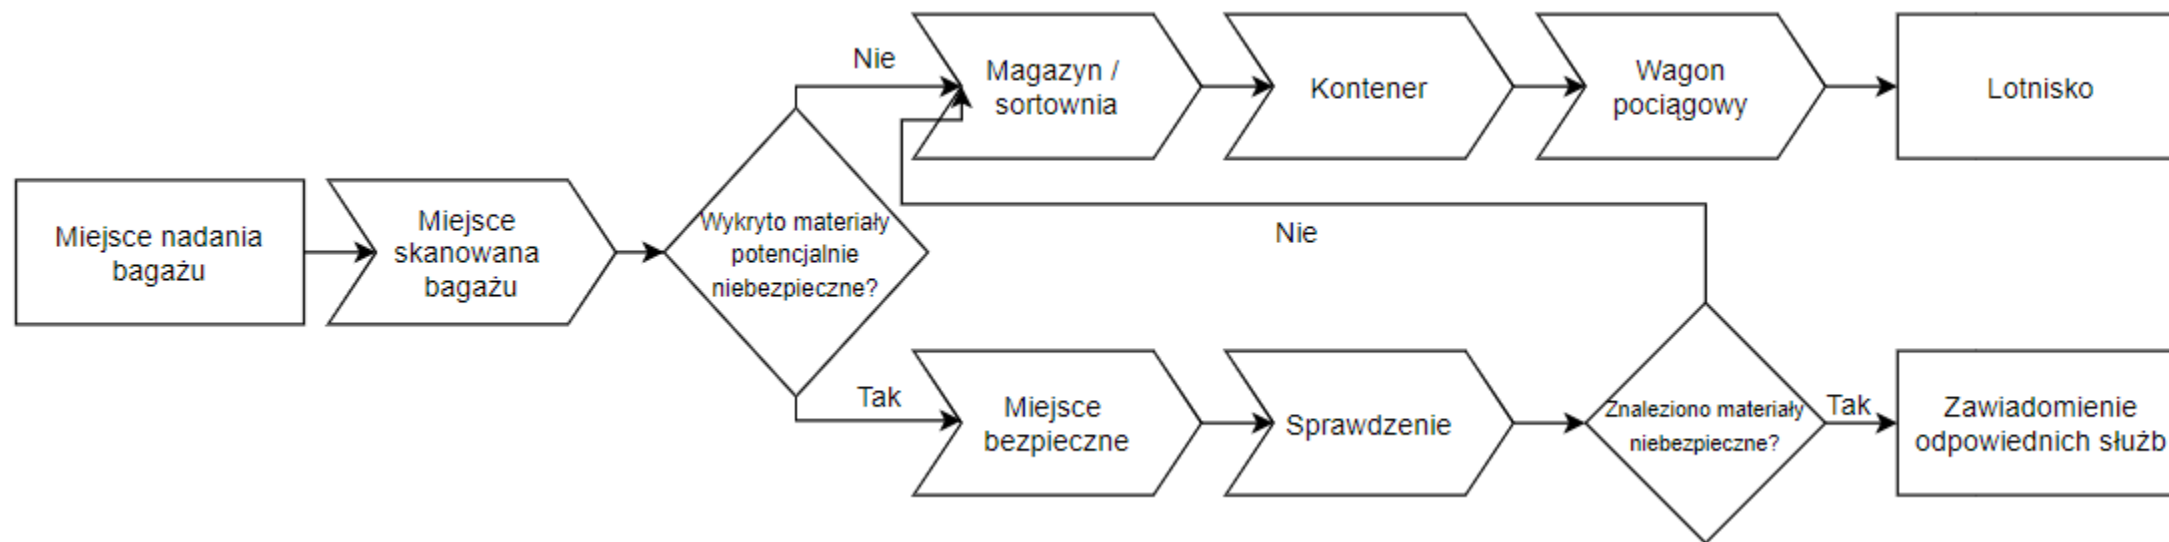 Miejsce nadania
bagażu
Miejsce
skanowana
bagażu
Wykryto materiały
potencjalnie
niebezpieczne?
Nie
Magazyn /
sortownia
Kontener
Wagon
pociągowy
Lotnisko
Nie
Tak
Miejsce
bezpieczne
Sprawdzenie
Znaleziono materiały
niebezpieczne?
Tak
Zawiadomienie
odpowiednich służb